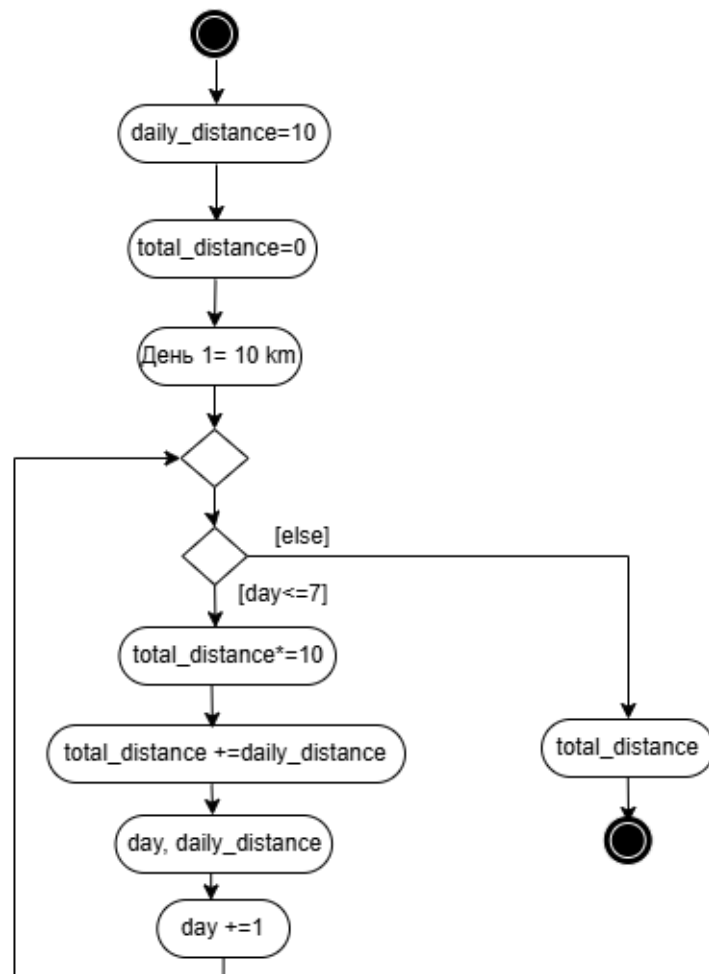 daily_distance=10
total_distance=0
День 1= 10 km
[else]
[day<=7]
total_distance*=10
total_distance +=daily_distance
total_distance
day, daily_distance
day +=1